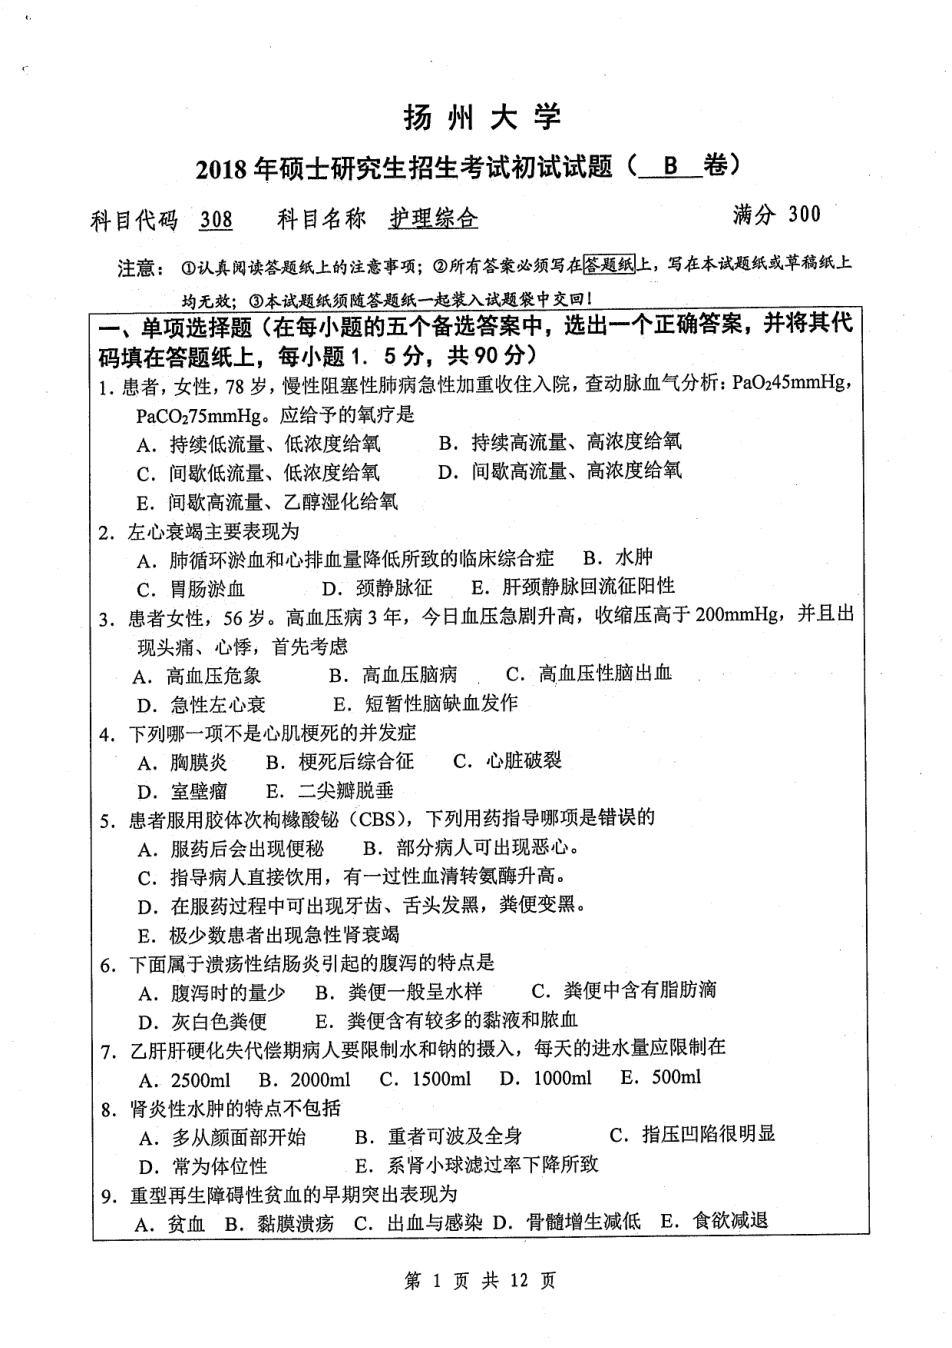 扬 州 大 学
2018 年硕士研究生招生考试初试试题（ B 卷）
科目代码 308 科目名称 护理综合 满分 300
注意： ①认真阅读答题纸上的注意事项；②所有答案必须写在答题纸上，写在本试题纸或草稿纸上
均无效；③本试题纸须随答题纸一起装入试题袋中交回！
一、单项选择题（在每小题的五个备选答案中，选出一个正确答案，并将其代
码填在答题纸上，每小题 1．5 分，共 90 分）
1. 患者，女性，78 岁，慢性阻塞性肺病急性加重收住入院，查动脉血气分析：PaO₂45mmHg，
PaCO₂75mmHg。应给予的氧疗是
A．持续低流量、低浓度给氧 B．持续高流量、高浓度给氧
C．间歇低流量、低浓度给氧 D．间歇高流量、高浓度给氧
E．间歇高流量、乙醇湿化给氧
2．左心衰竭主要表现为
A．肺循环淤血和心排血量降低所致的临床综合症 B．水肿
C．胃肠淤血 D．颈静脉征 E．肝颈静脉回流征阳性
3．患者女性，56 岁。高血压病 3 年，今日血压急剧升高，收缩压高于 200mmHg，并且出
现头痛、心悸，首先考虑
A．高血压危象 B．高血压脑病 C．高血压性脑出血
D．急性左心衰 E．短暂性脑缺血发作
4．下列哪一项不是心肌梗死的并发症
A．胸膜炎 B．梗死后综合征 C．心脏破裂
D．室壁瘤 E．二尖瓣脱垂
5．患者服用胶体次枸橼酸铋（CBS），下列用药指导哪项是错误的
A．服药后会出现便秘 B．部分病人可出现恶心。
C．指导病人直接饮用，有一过性血清转氨酶升高。
D．在服药过程中可出现牙齿、舌头发黑，粪便变黑。
E．极少数患者出现急性肾衰竭
6．下面属于溃疡性结肠炎引起的腹泻的特点是
A．腹泻时的量少 B．粪便一般呈水样 C．粪便中含有脂肪滴
D．灰白色粪便 E．粪便含有较多的黏液和脓血
7．乙肝肝硬化失代偿期病人要限制水和钠的摄入，每天的进水量应限制在
A．2500ml B．2000ml C．1500ml D．1000ml E．500ml
8．肾炎性水肿的特点不包括
A．多从颜面部开始 B．重者可波及全身 C．指压凹陷很明显
D．常为体位性 E．系肾小球滤过率下降所致
9．重型再生障碍性贫血的早期突出表现为
A．贫血 B．黏膜溃疡 C．出血与感染 D．骨髓增生减低 E．食欲减退
第 1 页 共 12 页